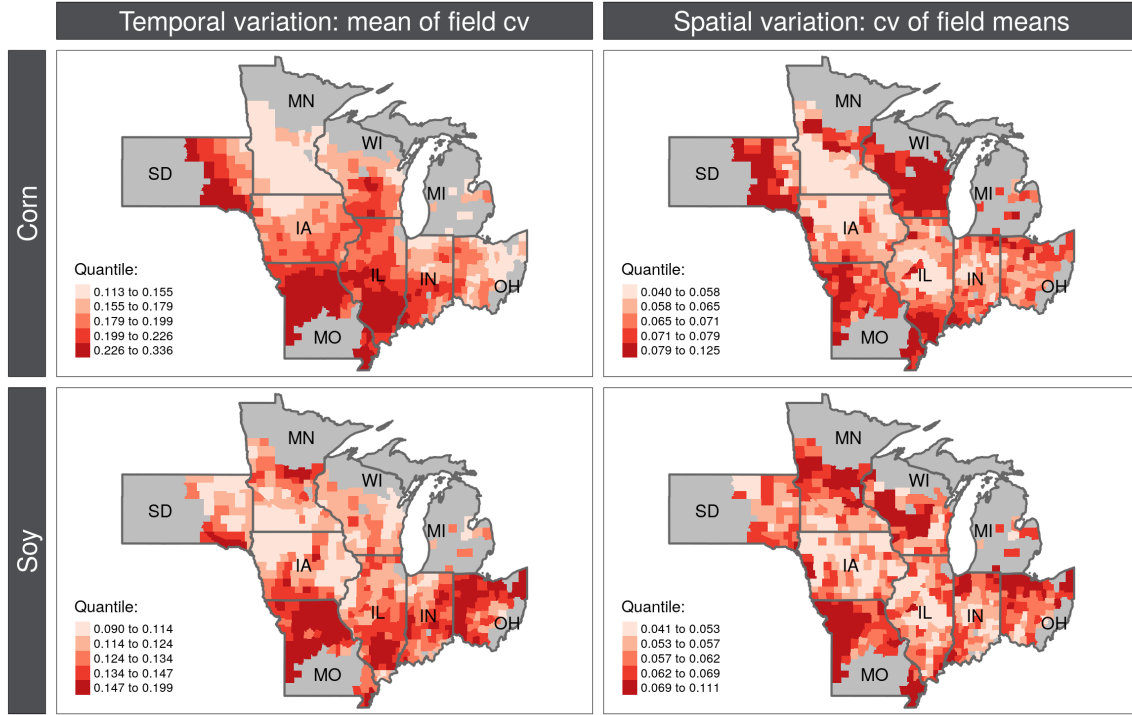 Temporal variation: mean of field cv
Spatial variation: cv of field means
Corn
MN
WI
SD
MI
IA
IL
IN
OH
MO
Quantile:
0.113 to 0.155
0.155 to 0.179
0.179 to 0.199
0.199 to 0.226
0.226 to 0.336
MN
WI
SD
MI
IA
IL
IN
OH
MO
Quantile:
0.040 to 0.058
0.058 to 0.065
0.065 to 0.071
0.071 to 0.079
0.079 to 0.125
Soy
MN
WI
SD
MI
IA
IL
IN
OH
MO
Quantile:
0.090 to 0.114
0.114 to 0.124
0.124 to 0.134
0.134 to 0.147
0.147 to 0.199
MN
WI
SD
MI
IA
IL
IN
OH
MO
Quantile:
0.041 to 0.053
0.053 to 0.057
0.057 to 0.062
0.062 to 0.069
0.069 to 0.111